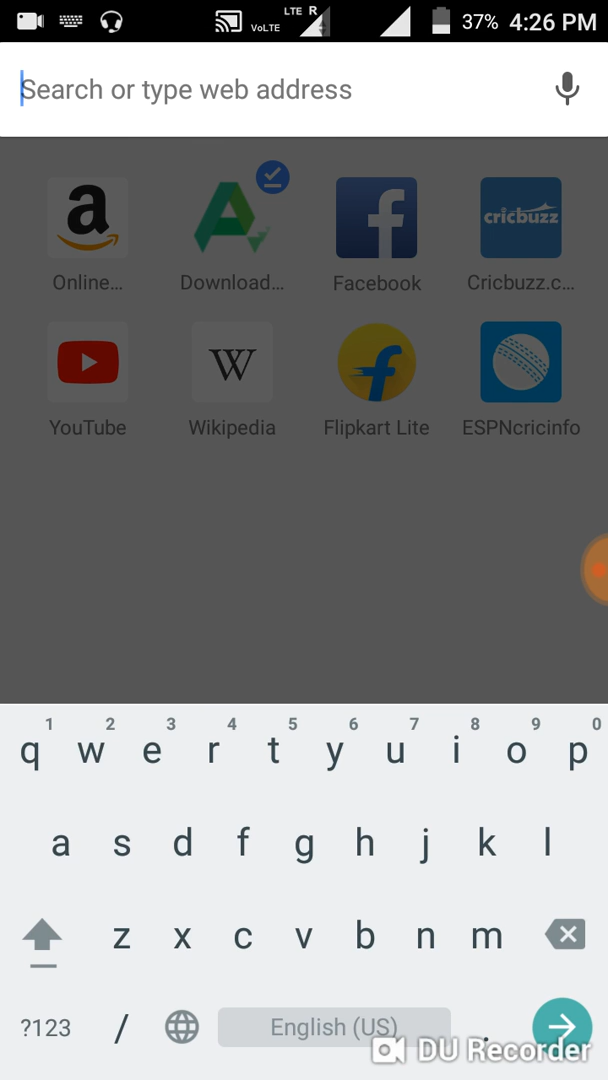 VoLTE LTE R 37% 4:26 PM
Search or type web address
a cricbuzz
Online... Download... Facebook Cricbuzz.c...
W
YouTube Wikipedia Flipkart Lite ESPNcricinfo
1 2 3 4 5 6 7 8 9 0
q w e r t y u i o p
a s d f g h j k l
z x c v b n m
?123 / English (US) .
DU Recorder